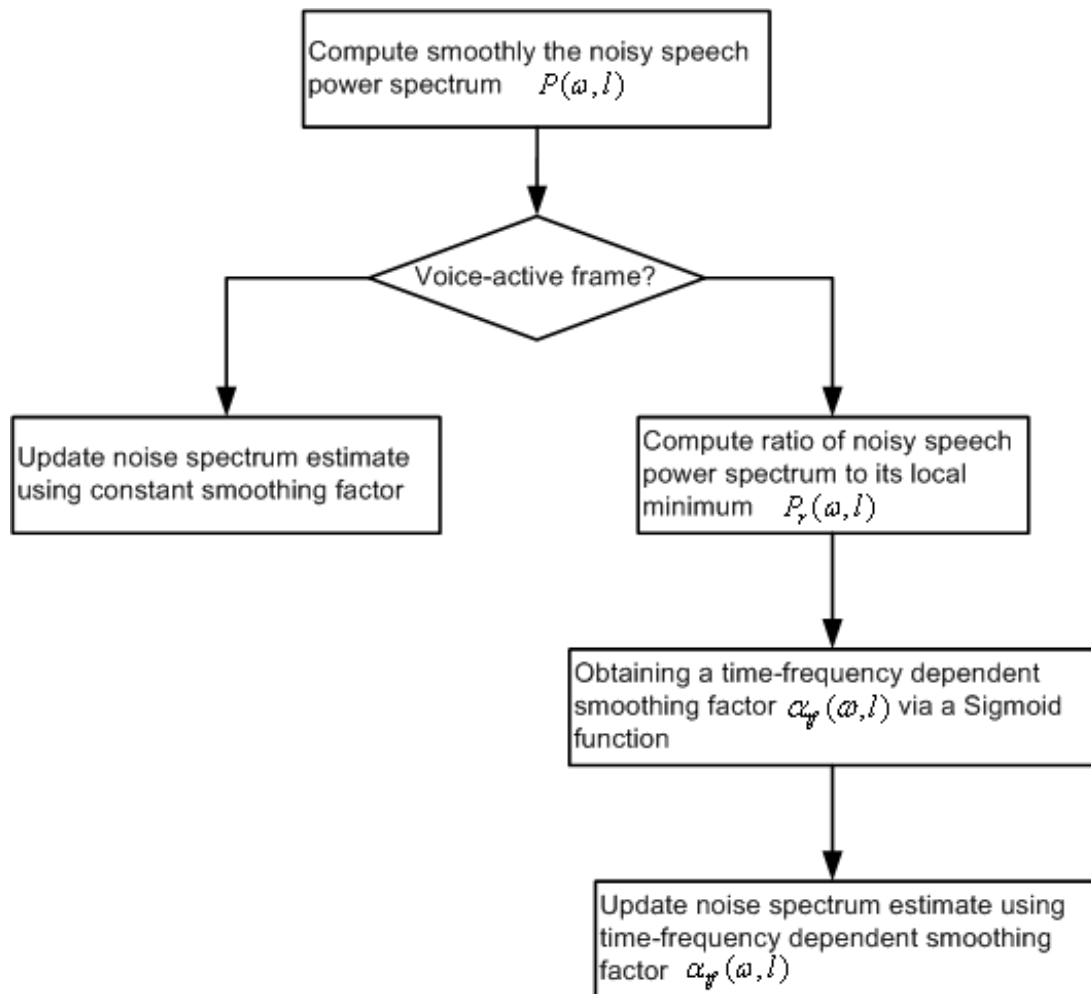 Compute smoothly the noisy speech
power spectrum P(ω,l)
Voice-active frame?
Update noise spectrum estimate
using constant smoothing factor
Compute ratio of noisy speech
power spectrum to its local
minimum P_r(ω,l)
Obtaining a time-frequency dependent
smoothing factor α_tf(ω,l) via a Sigmoid
function
Update noise spectrum estimate using
time-frequency dependent smoothing
factor α_tf(ω,l)